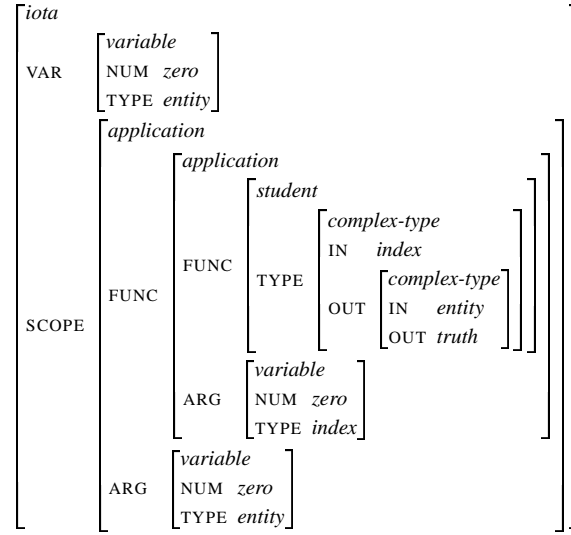 iota
VAR
variable
NUM zero
TYPE entity
SCOPE
application
FUNC
application
FUNC
student
TYPE
complex-type
IN index
OUT
complex-type
IN entity
OUT truth
ARG
variable
NUM zero
TYPE index
ARG
variable
NUM zero
TYPE entity